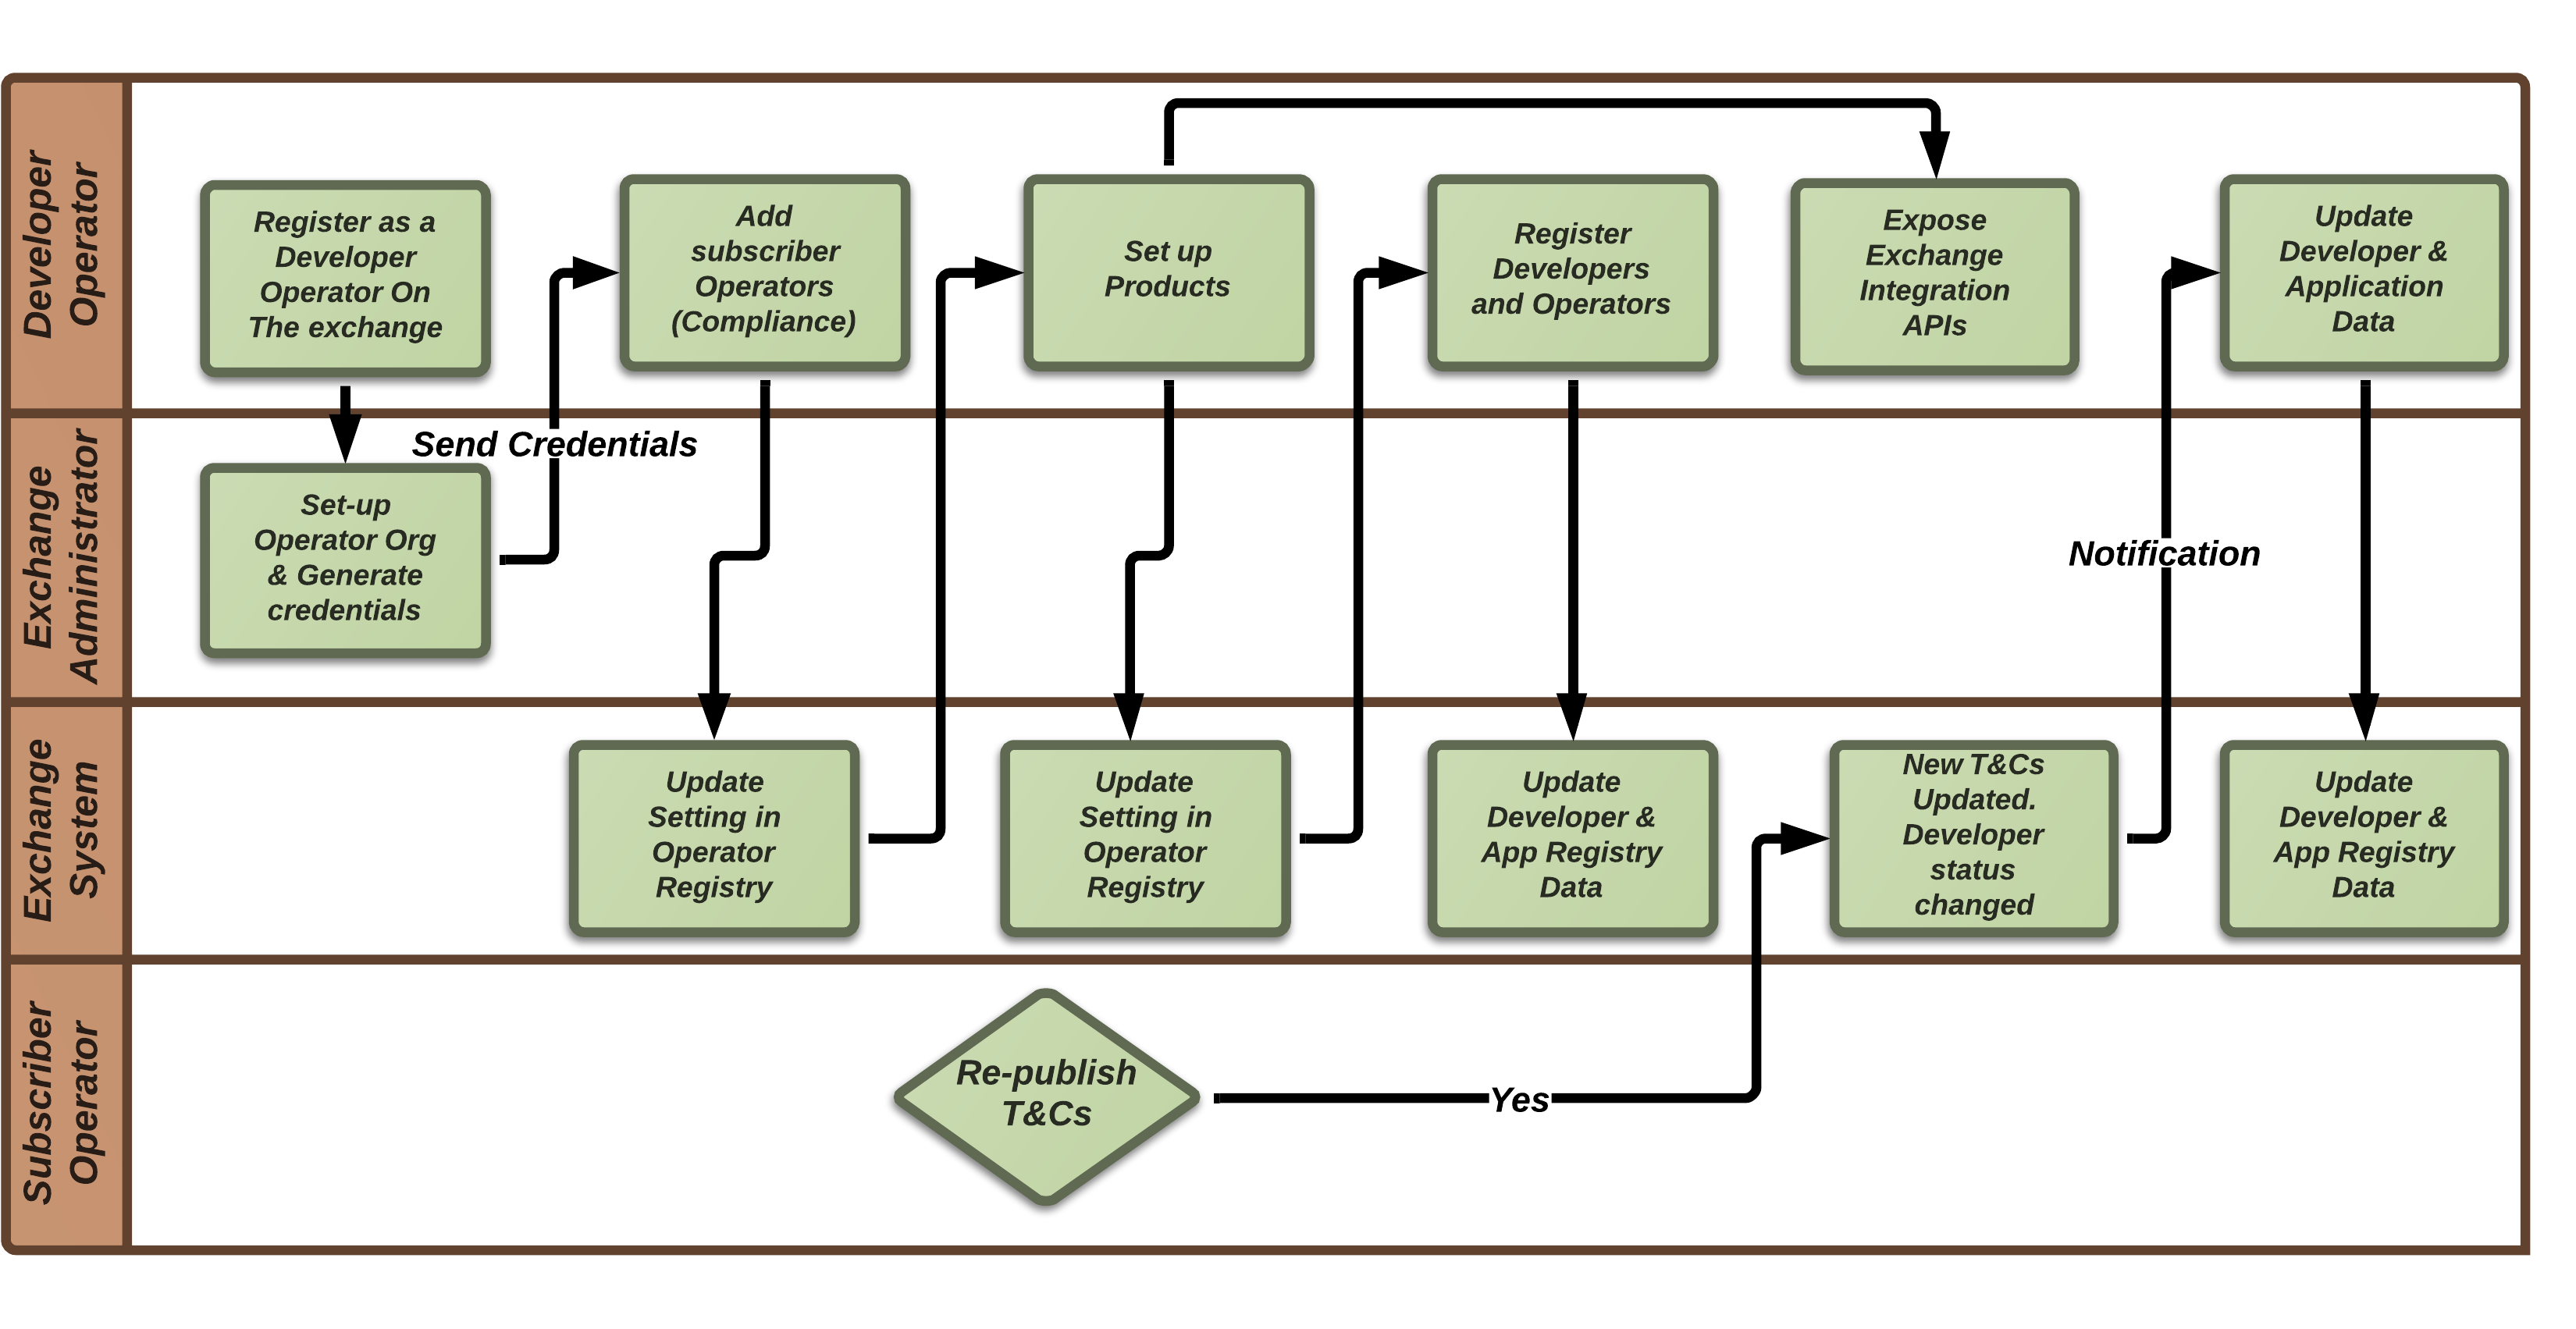 Developer
Operator
Register as a
Developer
Operator On
The exchange
Add
subscriber
Operators
(Compliance)
Set up
Products
Register
Developers
and Operators
Expose
Exchange
Integration
APIs
Update
Developer &
Application
Data
Exchange
Administrator
Send Credentials
Set-up
Operator Org
& Generate
credentials
Notification
Exchange
System
Update
Setting in
Operator
Registry
Update
Setting in
Operator
Registry
Update
Developer &
App Registry
Data
New T&Cs
Updated.
Developer
status
changed
Update
Developer &
App Registry
Data
Subscriber
Operator
Re-publish
T&Cs
Yes